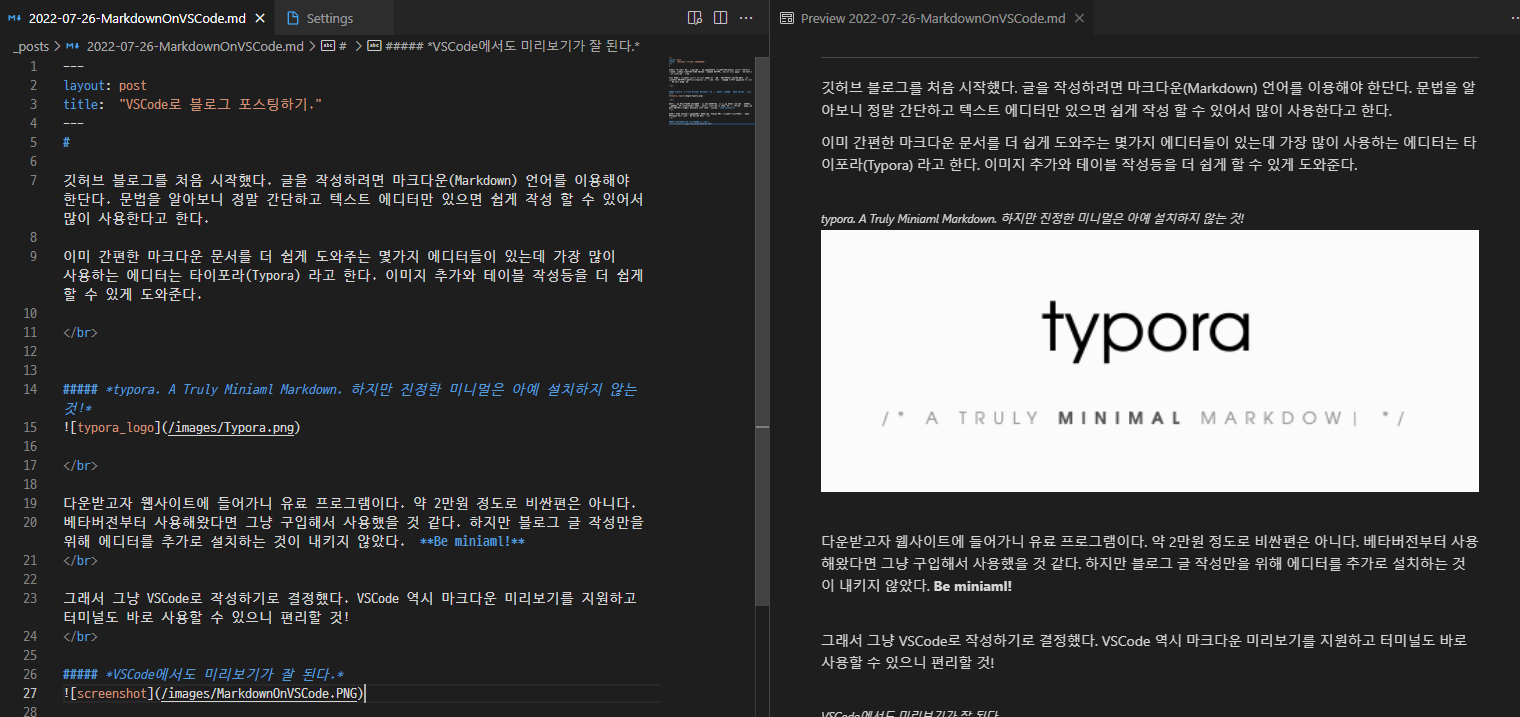 2022-07-26-MarkdownOnVSCode.md
Settings
_posts > 2022-07-26-MarkdownOnVSCode.md > # > ##### *VSCode에서도 미리보기가 잘 된다.*
1 ---
2 layout: post
3 title: "VSCode로 블로그 포스팅하기."
4 ---
5 #
6
7 깃허브 블로그를 처음 시작했다. 글을 작성하려면 마크다운(Markdown) 언어를 이용해야
한단다. 문법을 알아보니 정말 간단하고 텍스트 에디터만 있으면 쉽게 작성 할 수 있어서
많이 사용한다고 한다.
8
9 이미 간편한 마크다운 문서를 더 쉽게 도와주는 몇가지 에디터들이 있는데 가장 많이
사용하는 에디터는 타이포라(Typora) 라고 한다. 이미지 추가와 테이블 작성등을 더 쉽게
할 수 있게 도와준다.
10
11 </br>
12
13
14 ##### *typora. A Truly Miniaml Markdown. 하지만 진정한 미니멀은 아예 설치하지 않는
것!*
15 ![typora_logo](/images/Typora.png)
16
17 </br>
18
19 다운받고자 웹사이트에 들어가니 유료 프로그램이다. 약 2만원 정도로 비싼편은 아니다.
20 베타버전부터 사용해왔다면 그냥 구입해서 사용했을 것 같다. 하지만 블로그 글 작성만을
위해 에디터를 추가로 설치하는 것이 내키지 않았다. **Be miniaml!**
21 </br>
22
23 그래서 그냥 VSCode로 작성하기로 결정했다. VSCode 역시 마크다운 미리보기를 지원하고
터미널도 바로 사용할 수 있으니 편리할 것!
24 </br>
25
26 ##### *VSCode에서도 미리보기가 잘 된다.*
27 ![screenshot](/images/MarkdownOnVSCode.PNG)
28
Preview 2022-07-26-MarkdownOnVSCode.md
깃허브 블로그를 처음 시작했다. 글을 작성하려면 마크다운(Markdown) 언어를 이용해야 한단다. 문법을 알
아보니 정말 간단하고 텍스트 에디터만 있으면 쉽게 작성 할 수 있어서 많이 사용한다고 한다.
이미 간편한 마크다운 문서를 더 쉽게 도와주는 몇가지 에디터들이 있는데 가장 많이 사용하는 에디터는 타
이포라(Typora) 라고 한다. 이미지 추가와 테이블 작성등을 더 쉽게 할 수 있게 도와준다.
typora. A Truly Miniaml Markdown. 하지만 진정한 미니멀은 아예 설치하지 않는 것!
typora
/* A TRULY MINIMAL MARKDOW| */
다운받고자 웹사이트에 들어가니 유료 프로그램이다. 약 2만원 정도로 비싼편은 아니다. 베타버전부터 사용
해왔다면 그냥 구입해서 사용했을 것 같다. 하지만 블로그 글 작성만을 위해 에디터를 추가로 설치하는 것
이 내키지 않았다. Be miniaml!
그래서 그냥 VSCode로 작성하기로 결정했다. VSCode 역시 마크다운 미리보기를 지원하고 터미널도 바로
사용할 수 있으니 편리할 것!
VSCode에서도 미리보기가 잘 된다.